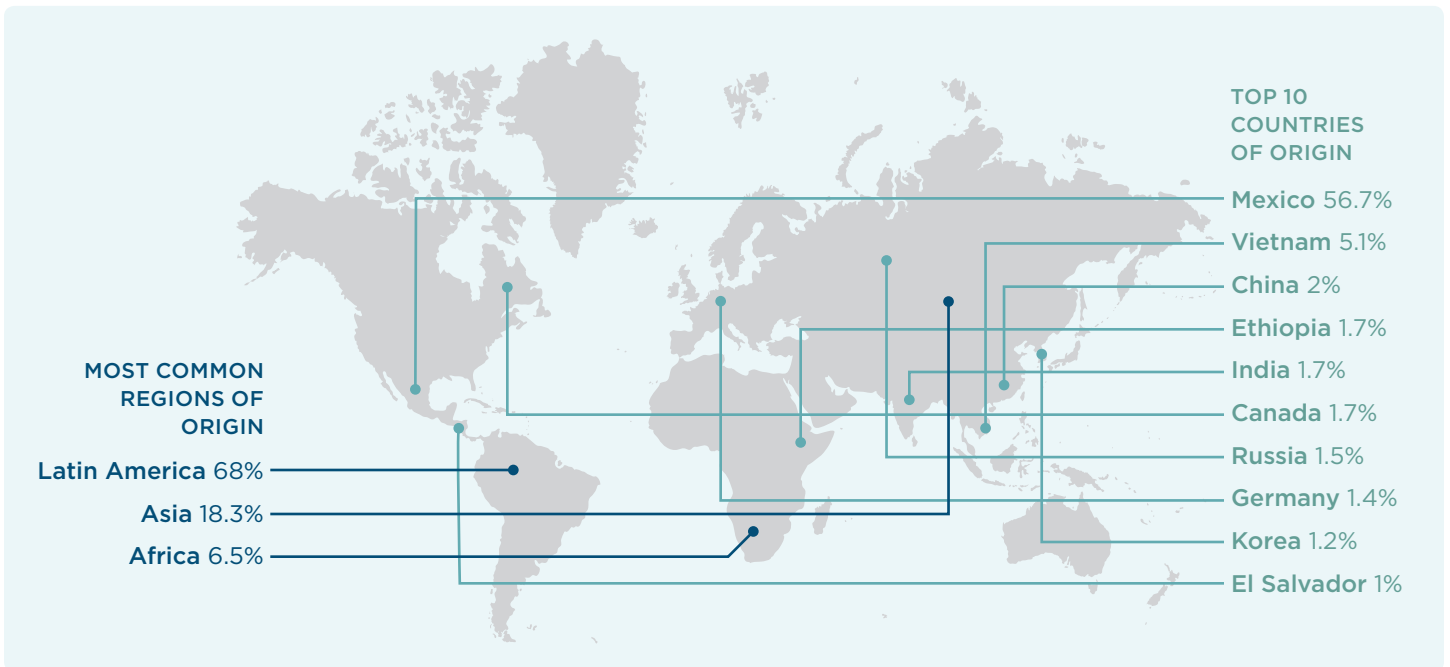 TOP 10
COUNTRIES
OF ORIGIN
Mexico 56.7%
Vietnam 5.1%
China 2%
Ethiopia 1.7%
India 1.7%
Canada 1.7%
Russia 1.5%
Germany 1.4%
Korea 1.2%
El Salvador 1%
MOST COMMON
REGIONS OF
ORIGIN
Latin America 68%
Asia 18.3%
Africa 6.5%